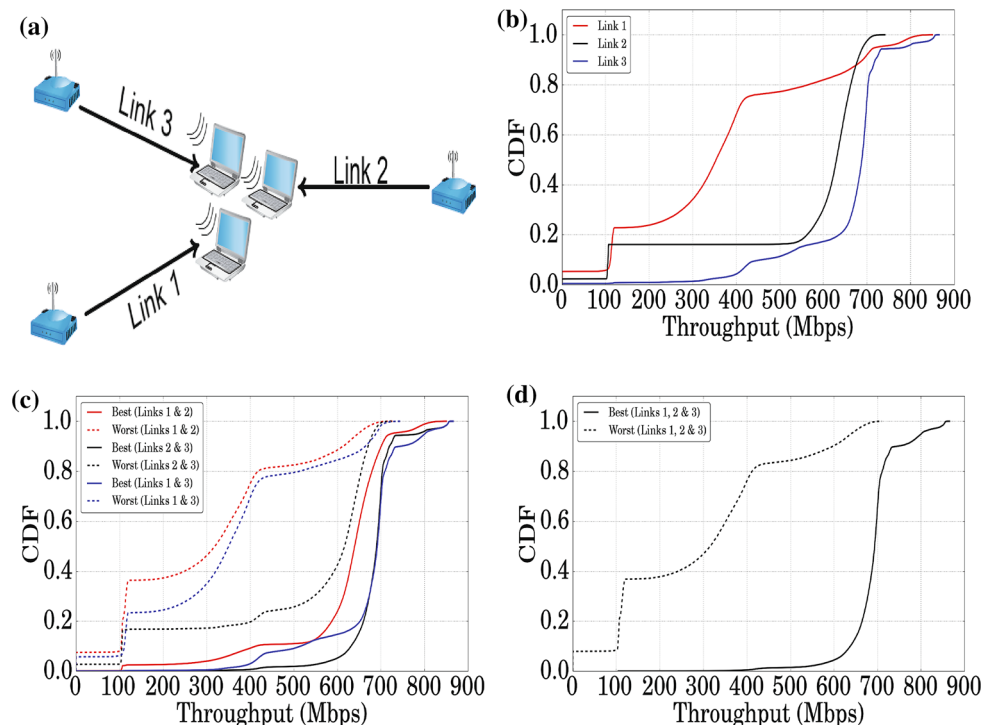 (a)
Link 3
Link 2
Link 1
(b)
Link 1
Link 2
Link 3
CDF
1.0
0.8
0.6
0.4
0.2
0.0
0 100 200 300 400 500 600 700 800 900
Throughput (Mbps)
(c)
Best (Links 1 & 2)
Worst (Links 1 & 2)
Best (Links 2 & 3)
Worst (Links 2 & 3)
Best (Links 1 & 3)
Worst (Links 1 & 3)
CDF
1.0
0.8
0.6
0.4
0.2
0.0
0 100 200 300 400 500 600 700 800 900
Throughput (Mbps)
(d)
Best (Links 1, 2 & 3)
Worst (Links 1, 2 & 3)
CDF
1.0
0.8
0.6
0.4
0.2
0.0
0 100 200 300 400 500 600 700 800 900
Throughput (Mbps)